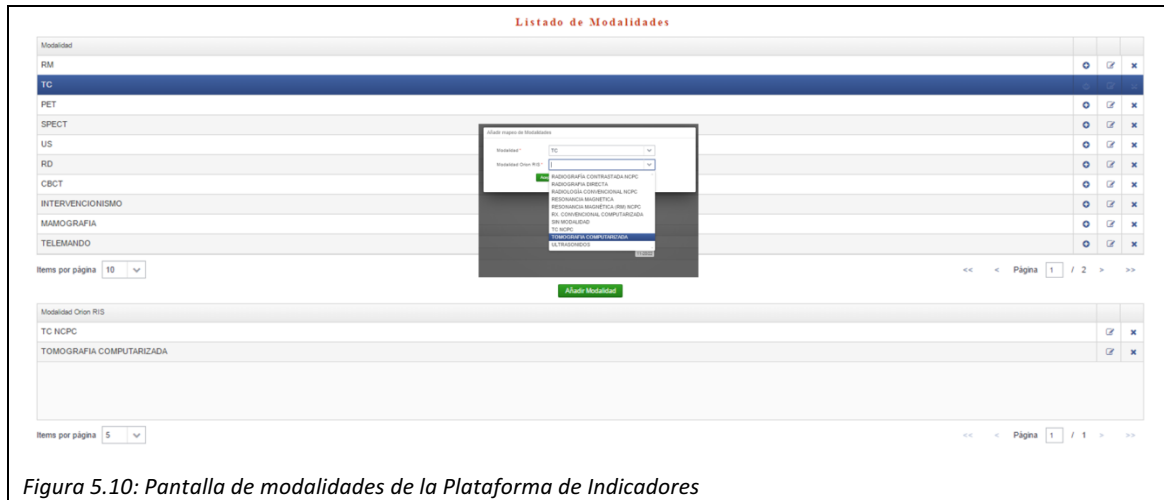 Listado de Modalidades
Modalidad
RM
TC
PET
SPECT
US
RD
CBCT
INTERVENCIONISMO
MAMOGRAFIA
TELEMANDO
Añadir mapeo de Modalidades
Modalidad * TC
Modalidad Orion RIS *
RADIOGRAFÍA CONTRASTADA NCPC
RADIOGRAFIA DIRECTA
RADIOLOGÍA CONVENCIONAL NCPC
RESONANCIA MAGNETICA
RESONANCIA MAGNÉTICA (RM) NCPC
RX. CONVENCIONAL COMPUTARIZADA
SIN MODALIDAD
TC NCPC
TOMOGRAFIA COMPUTARIZADA
ULTRASONIDOS
Items por página 10 << < Página 1 / 2 > >>
Añadir Modalidad
Modalidad Orion RIS
TC NCPC
TOMOGRAFIA COMPUTARIZADA
Items por página 5 << < Página 1 / 1 > >>
Figura 5.10: Pantalla de modalidades de la Plataforma de Indicadores